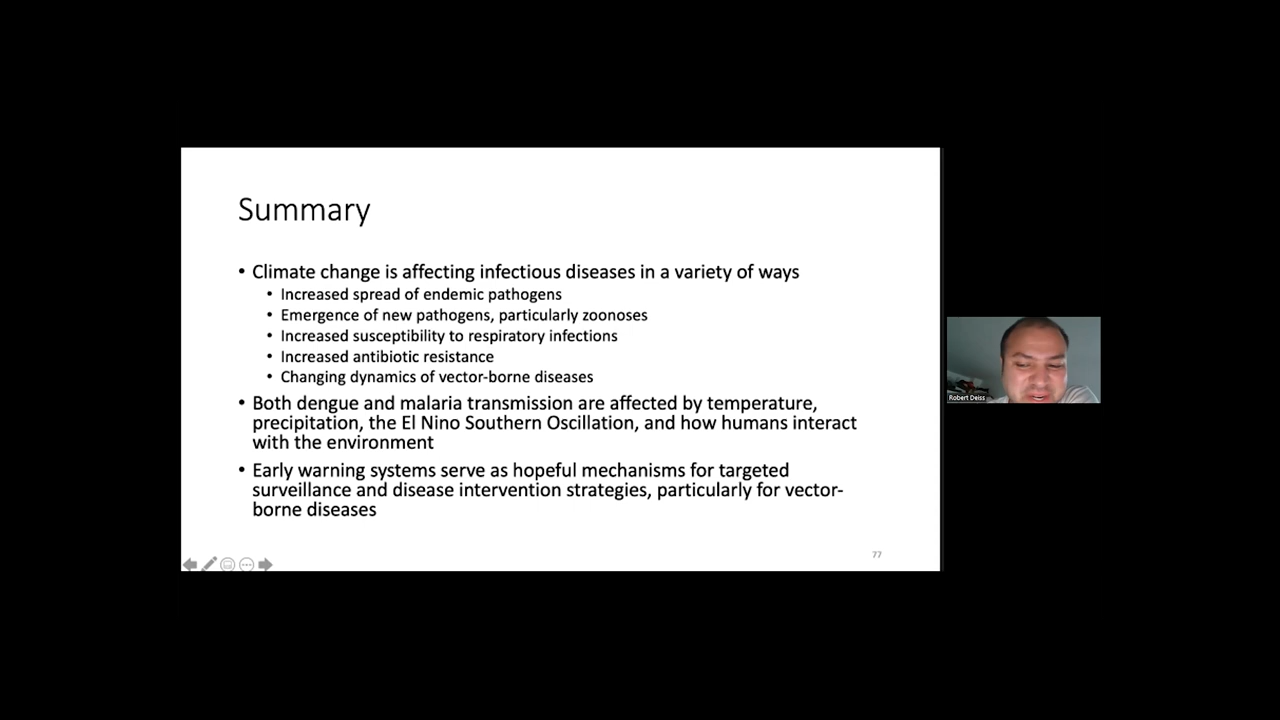 Summary
• Climate change is affecting infectious diseases in a variety of ways
• Increased spread of endemic pathogens
• Emergence of new pathogens, particularly zoonoses
• Increased susceptibility to respiratory infections
• Increased antibiotic resistance
• Changing dynamics of vector-borne diseases
• Both dengue and malaria transmission are affected by temperature,
precipitation, the El Nino Southern Oscillation, and how humans interact
with the environment
• Early warning systems serve as hopeful mechanisms for targeted
surveillance and disease intervention strategies, particularly for vector-
borne diseases
77
Robert Deiss